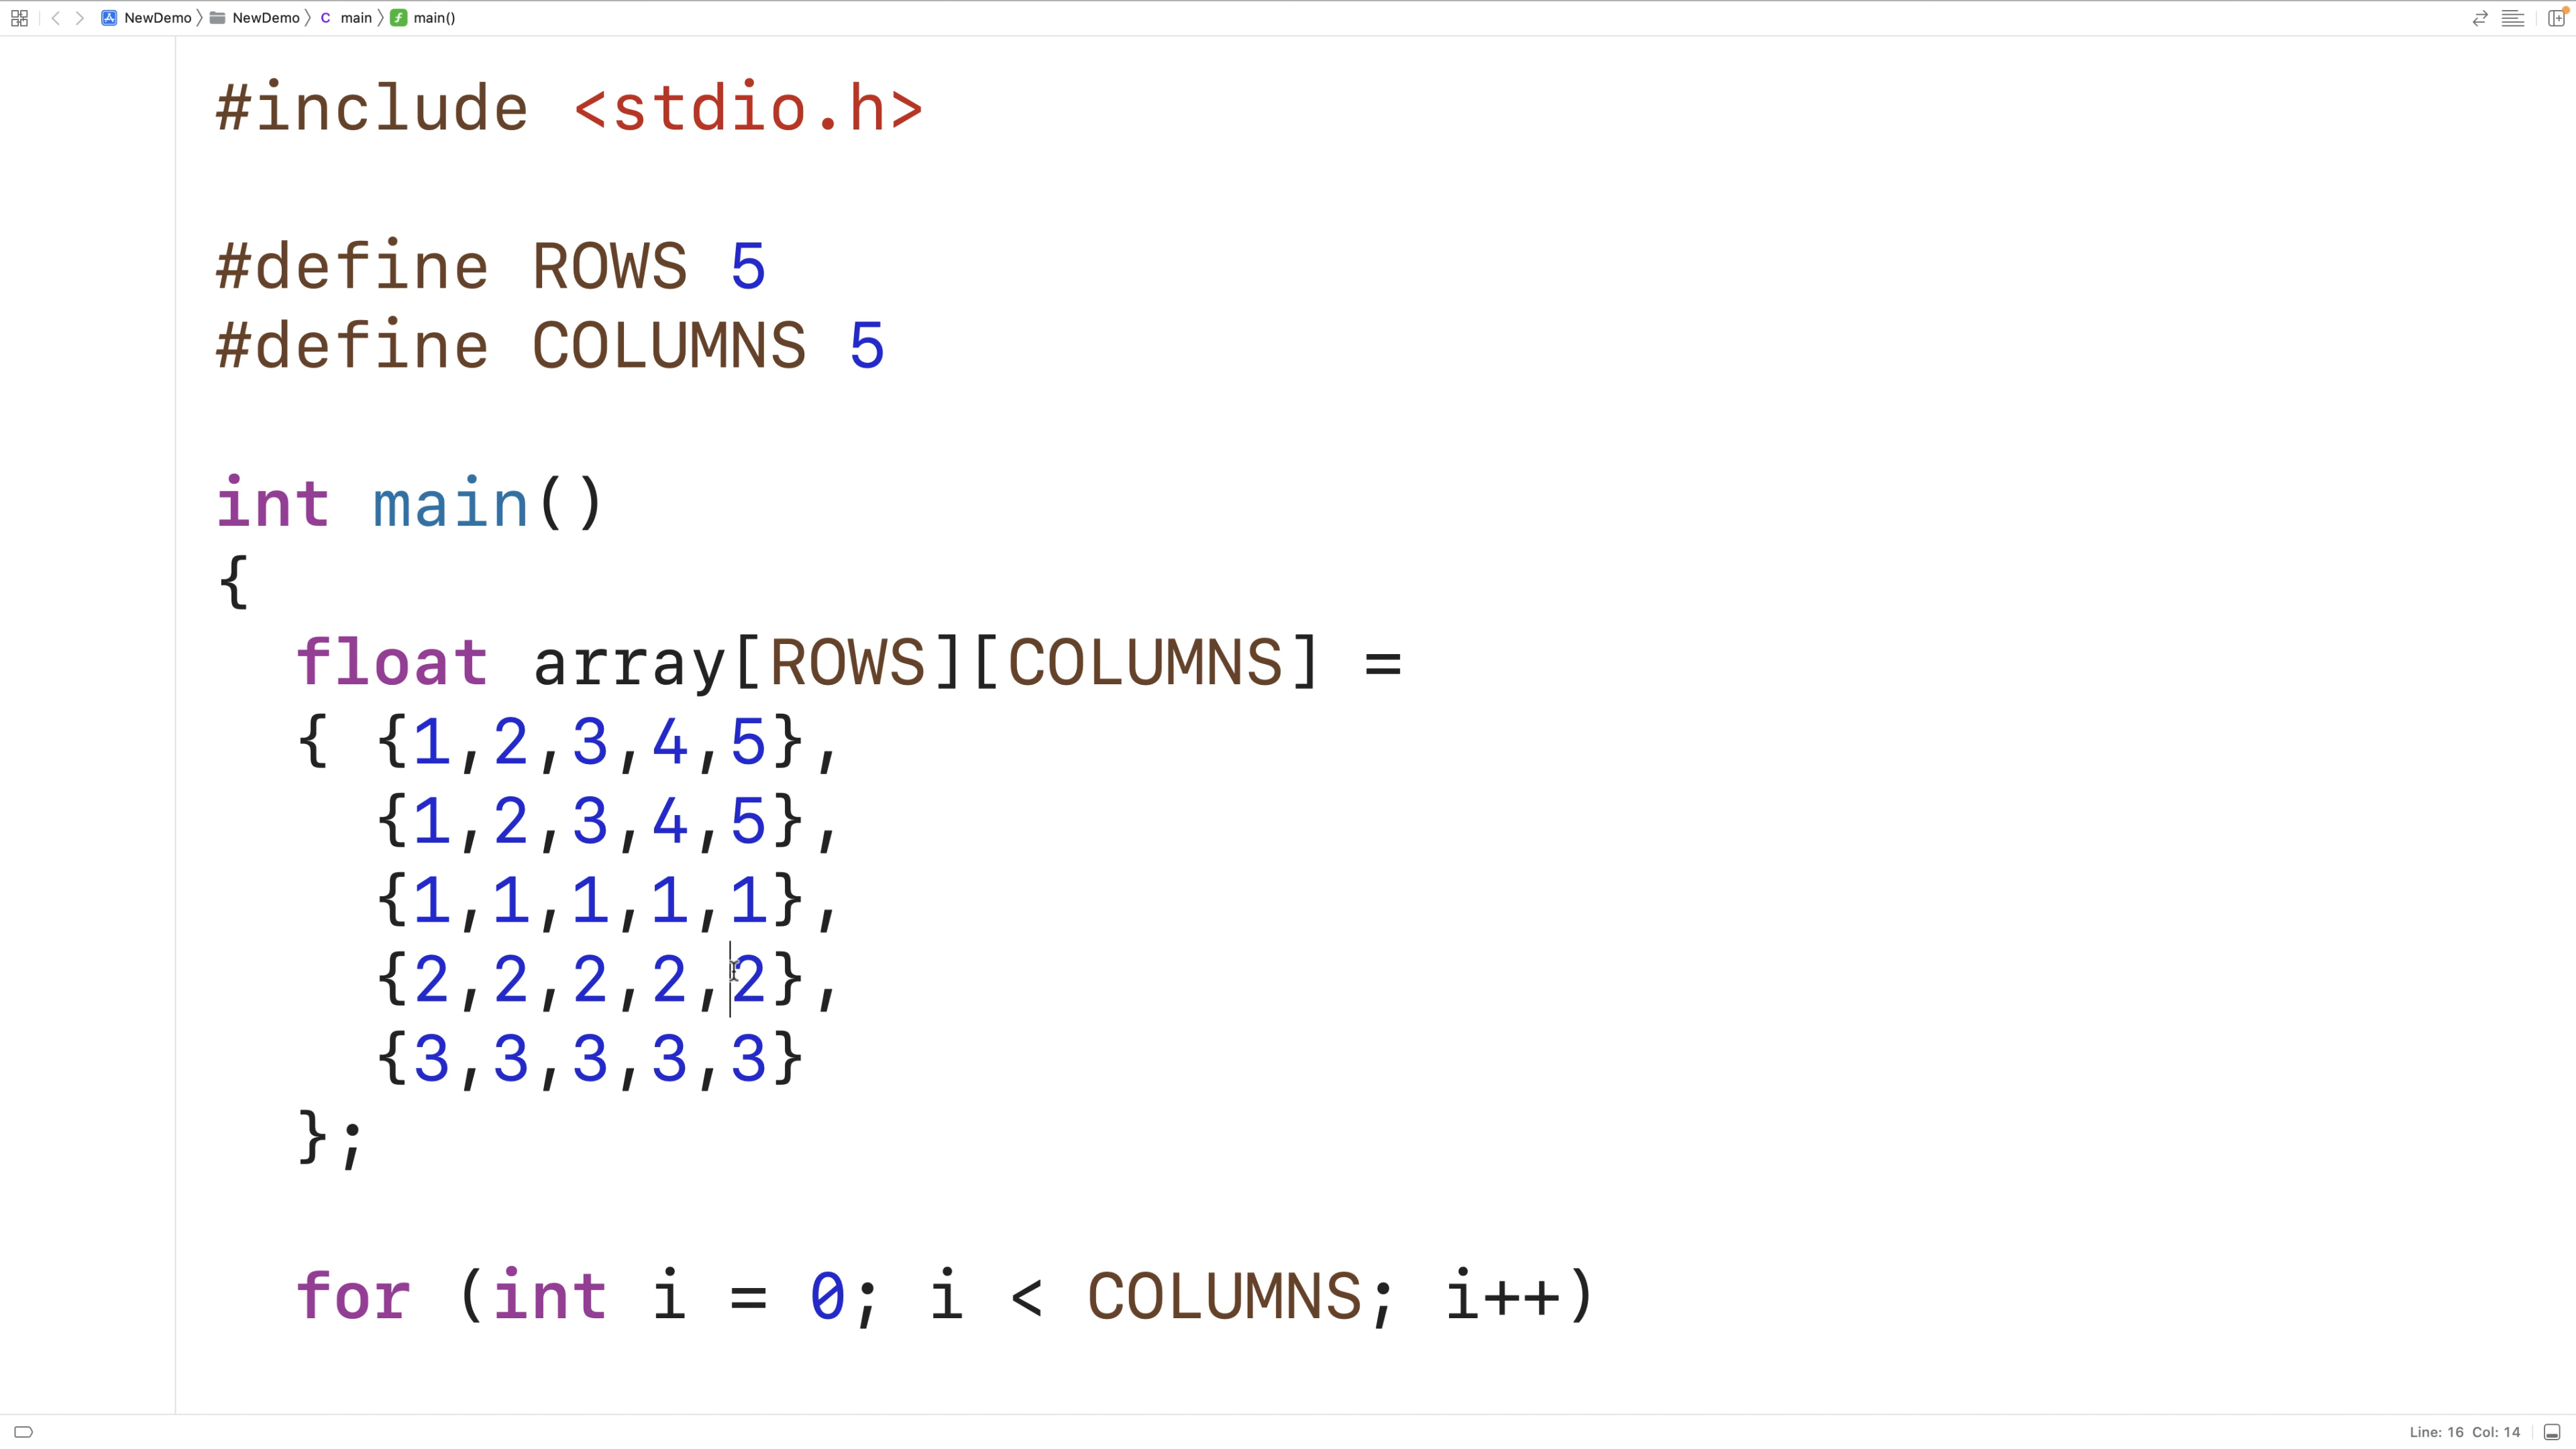 NewDemo NewDemo C main f main()
#include <stdio.h>
#define ROWS 5
#define COLUMNS 5
int main()
{
float array[ROWS][COLUMNS] =
{ {1,2,3,4,5},
{1,2,3,4,5},
{1,1,1,1,1},
{2,2,2,2,2},
{3,3,3,3,3}
};
for (int i = 0; i < COLUMNS; i++)
Line: 16 Col: 14